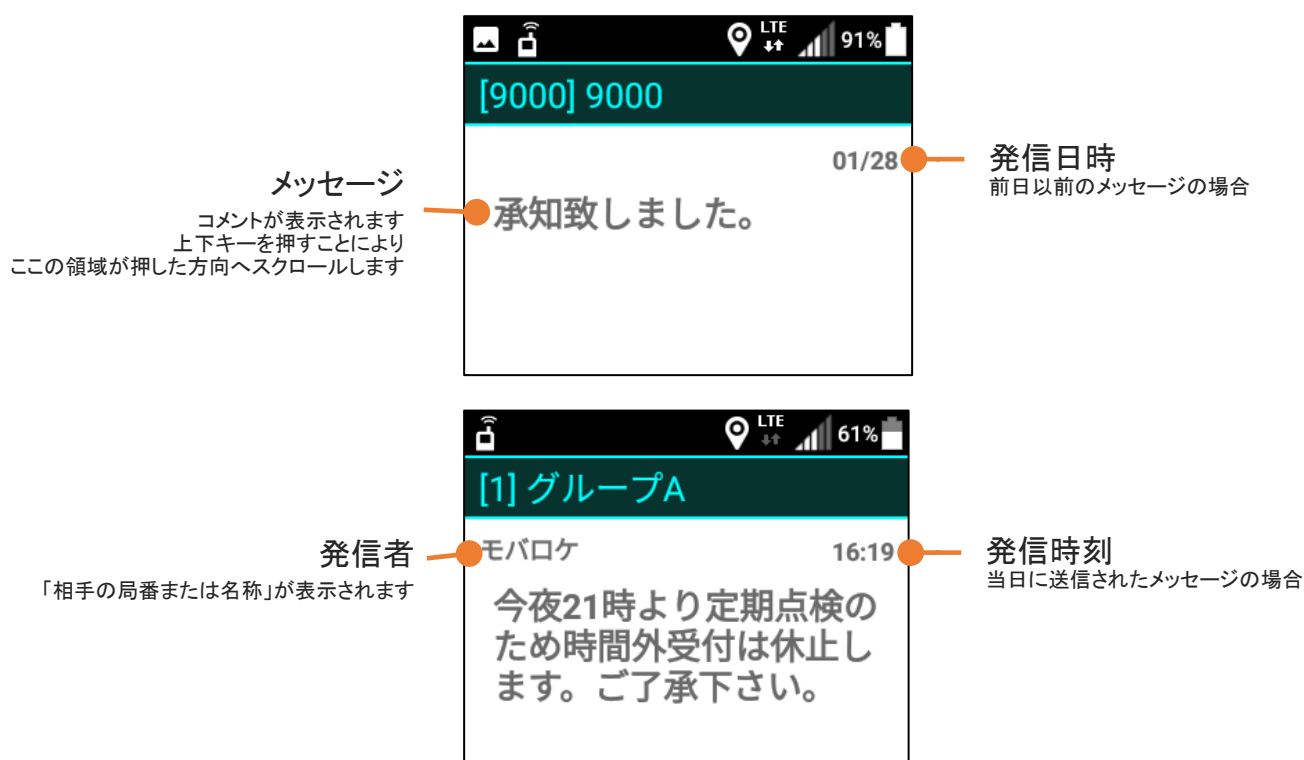 LTE
91%
[9000] 9000
01/28
発信日時
前日以前のメッセージの場合
メッセージ
コメントが表示されます
上下キーを押すことにより
ここの領域が押した方向へスクロールします
承知致しました。
LTE
61%
[1] グループA
発信者
「相手の局番または名称」が表示されます
モバロケ
16:19
発信時刻
当日に送信されたメッセージの場合
今夜21時より定期点検の
ため時間外受付は休止し
ます。ご了承下さい。